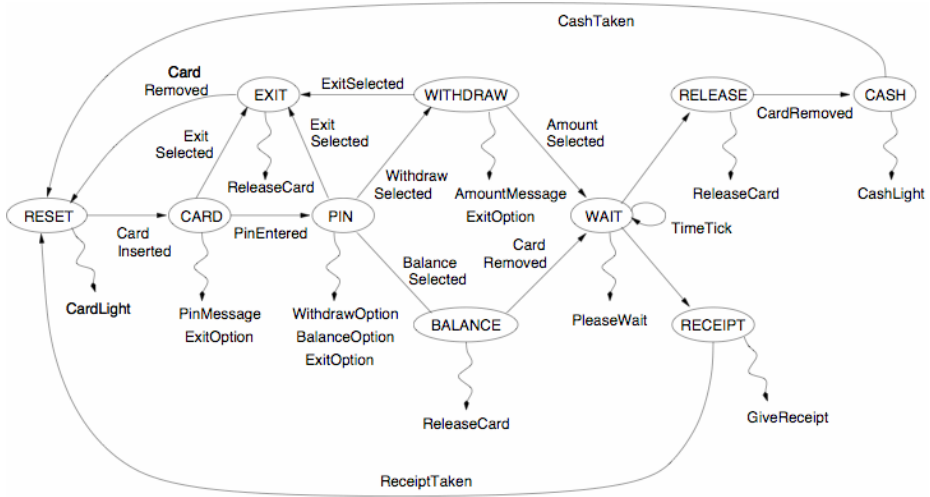 CashTaken
Card
Removed
EXIT
ExitSelected
WITHDRAW
RELEASE
CardRemoved
CASH
Exit
Selected
Exit
Selected
Amount
Selected
ReleaseCard
Withdraw
Selected
AmountMessage
ExitOption
ReleaseCard
CashLight
RESET
Card
Inserted
CARD
PinEntered
PIN
WAIT
TimeTick
Balance
Selected
Card
Removed
CardLight
PinMessage
ExitOption
WithdrawOption
BalanceOption
ExitOption
BALANCE
PleaseWait
RECEIPT
ReleaseCard
GiveReceipt
ReceiptTaken